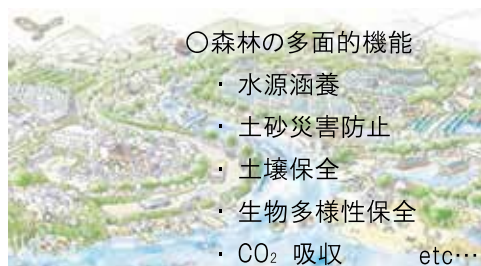 〇森林の多面的機能
・ 水源涵養
・ 土砂災害防止
・ 土壌保全
・ 生物多様性保全
・ CO₂ 吸収 etc…